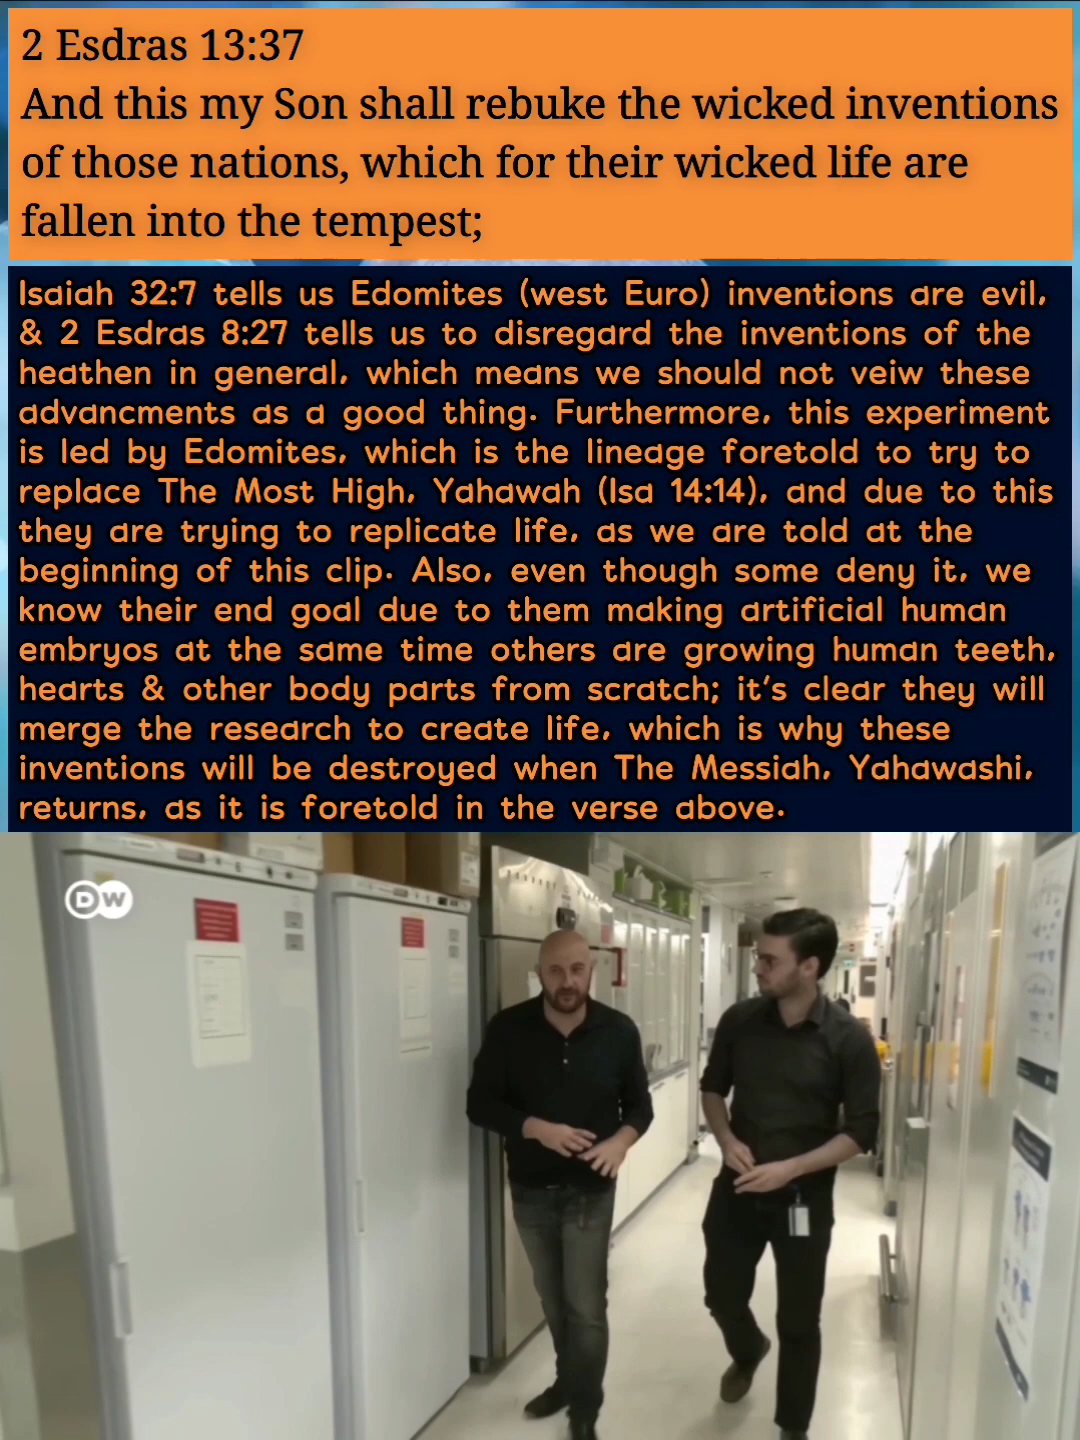 2 Esdras 13:37
And this my Son shall rebuke the wicked inventions
of those nations, which for their wicked life are
fallen into the tempest;
Isaiah 32:7 tells us Edomites (west Euro) inventions are evil,
& 2 Esdras 8:27 tells us to disregard the inventions of the
heathen in general, which means we should not veiw these
advancments as a good thing. Furthermore, this experiment
is led by Edomites, which is the lineage foretold to try to
replace The Most High, Yahawah (Isa 14:14), and due to this
they are trying to replicate life, as we are told at the
beginning of this clip. Also, even though some deny it, we
know their end goal due to them making artificial human
embryos at the same time others are growing human teeth,
hearts & other body parts from scratch; it's clear they will
merge the research to create life, which is why these
inventions will be destroyed when The Messiah, Yahawashi,
returns, as it is foretold in the verse above.
DW